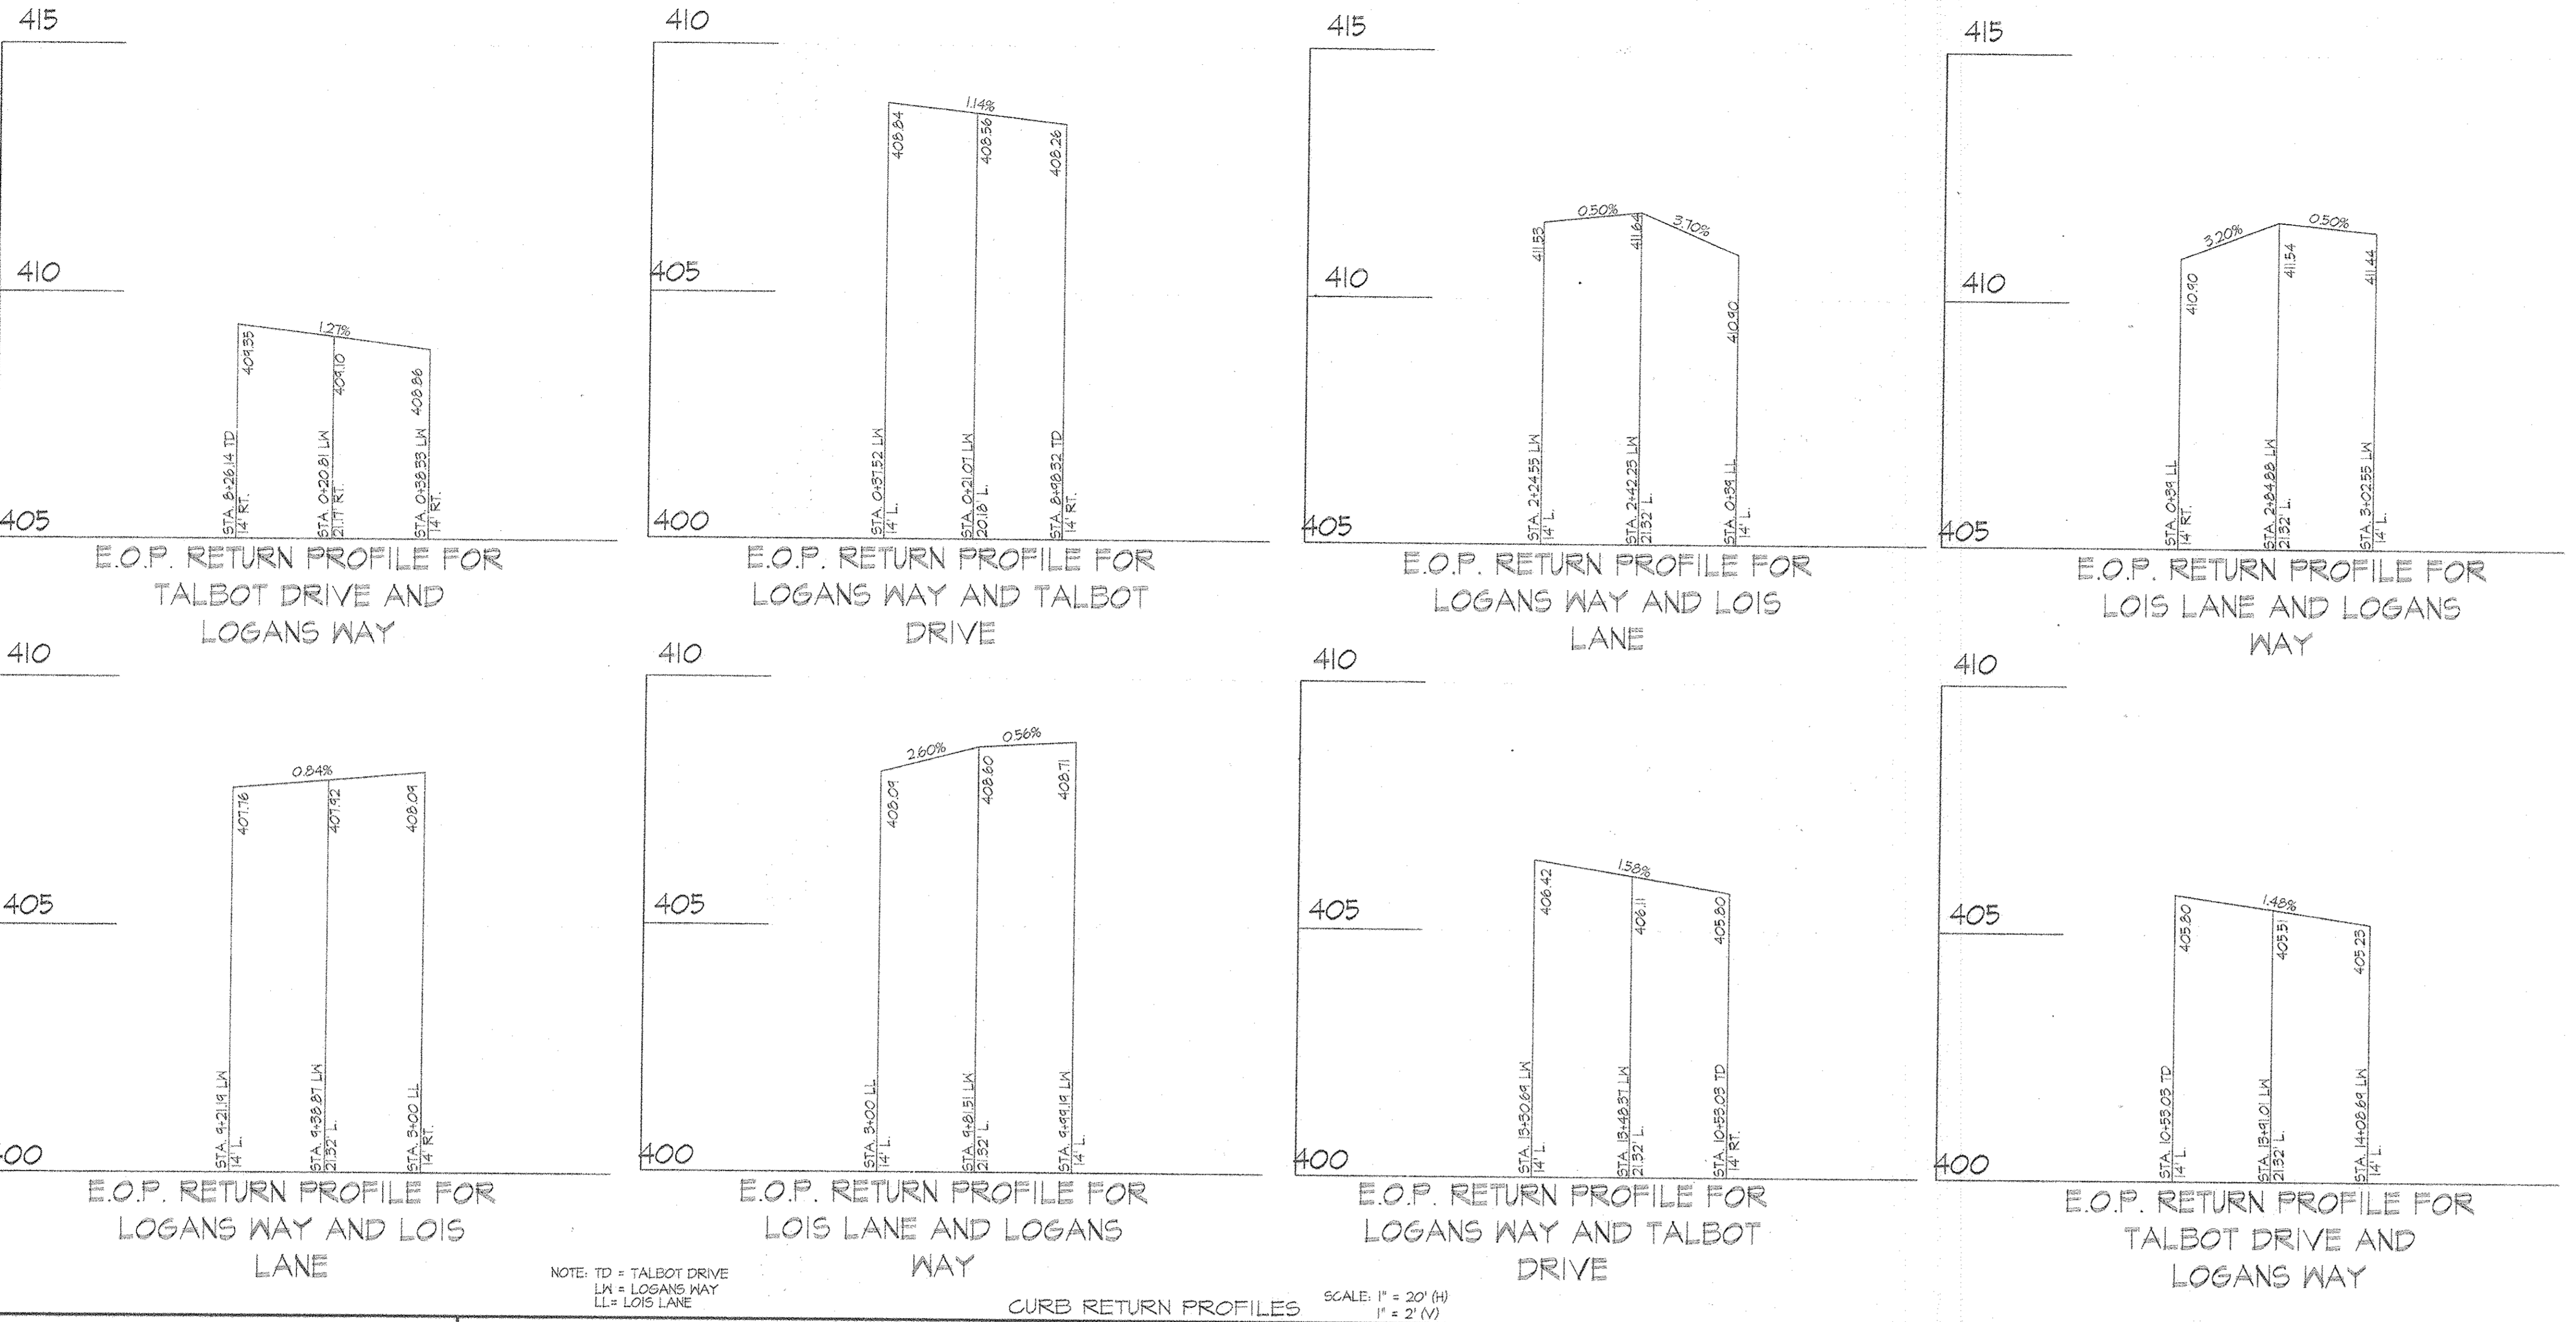 415
410
405
1.27%
409.35
409.10
408.86
STA. 8+26.14 TD
14' RT.
STA. 0+20.81 LW
21.77' RT.
STA. 0+38.33 LW
14' RT.
E.O.P. RETURN PROFILE FOR
TALBOT DRIVE AND
LOGANS WAY
410
405
400
1.14%
408.84
408.56
408.26
STA. 0+37.52 LW
14' L.
STA. 0+21.07 LW
20.18' L.
STA. 8+98.32 TD
14' RT.
E.O.P. RETURN PROFILE FOR
LOGANS WAY AND TALBOT
DRIVE
415
410
405
0.50%
3.70%
411.53
411.64
410.90
STA. 2+24.55 LW
14' L.
STA. 2+42.23 LW
21.32' L.
STA. 0+39 LL
14' L.
E.O.P. RETURN PROFILE FOR
LOGANS WAY AND LOIS
LANE
415
410
405
3.20%
0.50%
410.90
411.54
411.44
STA. 0+39 LL
14' RT.
STA. 2+84.88 LW
21.32' L.
STA. 3+02.55 LW
14' L.
E.O.P. RETURN PROFILE FOR
LOIS LANE AND LOGANS
WAY
410
405
00
0.84%
407.76
407.92
408.09
STA. 9+21.19 LW
14' L.
STA. 9+38.87 LW
21.32' L.
STA. 3+00 LL
14' RT.
E.O.P. RETURN PROFILE FOR
LOGANS WAY AND LOIS
LANE
410
405
400
2.60%
0.56%
408.09
408.60
408.71
STA. 3+00 LL
14' L.
STA. 9+81.51 LW
21.32' L.
STA. 9+99.19 LW
14' L.
E.O.P. RETURN PROFILE FOR
LOIS LANE AND LOGANS
WAY
410
405
400
1.58%
406.42
406.11
405.80
STA. 13+30.69 LW
14' L.
STA. 13+48.37 LW
21.32' L.
STA. 10+53.03 TD
14' RT.
E.O.P. RETURN PROFILE FOR
LOGANS WAY AND TALBOT
DRIVE
410
405
400
1.48%
405.80
405.51
405.23
STA. 10+53.03 TD
14' L.
STA. 13+91.01 LW
21.32' L.
STA. 14+08.69 LW
14' L.
E.O.P. RETURN PROFILE FOR
TALBOT DRIVE AND
LOGANS WAY
NOTE: TD = TALBOT DRIVE
LW = LOGANS WAY
LL= LOIS LANE
CURB RETURN PROFILES
SCALE: 1" = 20' (H)
1" = 2' (V)